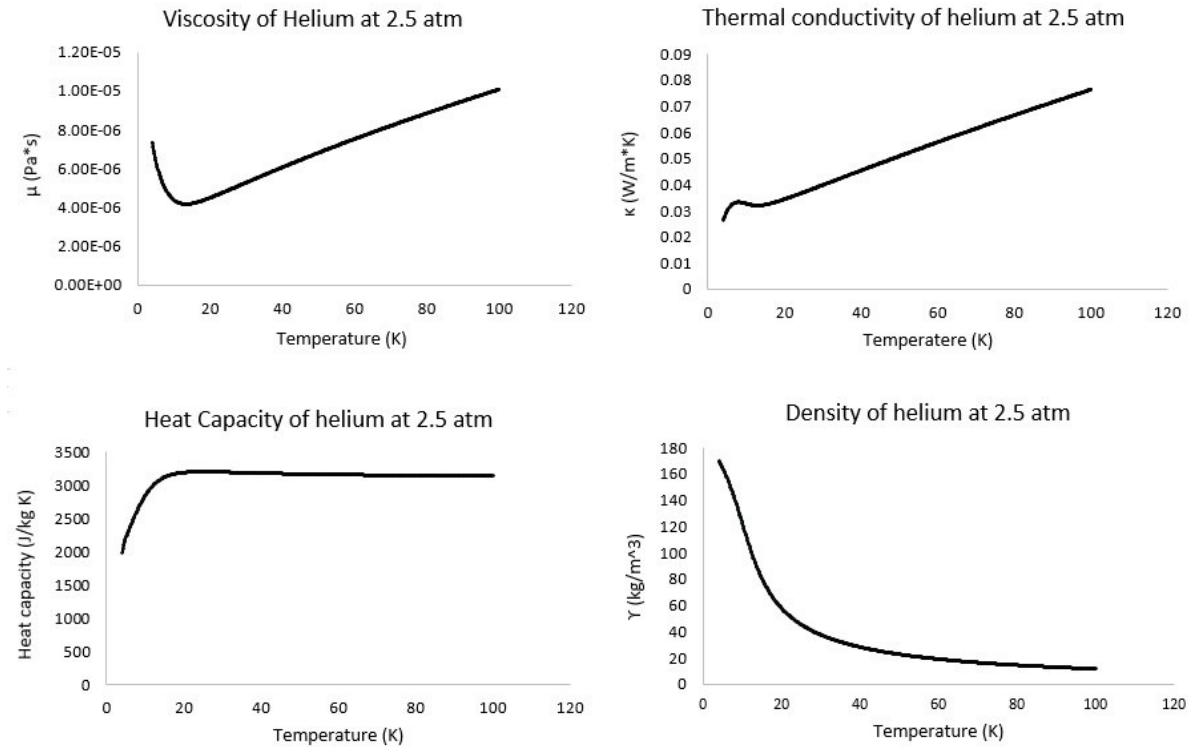 Viscosity of Helium at 2.5 atm
1.20E-05
1.00E-05
8.00E-06
6.00E-06
4.00E-06
2.00E-06
0.00E+00
μ (Pa*s)
0 20 40 60 80 100 120
Temperature (K)
Thermal conductivity of helium at 2.5 atm
0.09
0.08
0.07
0.06
0.05
0.04
0.03
0.02
0.01
0
κ (W/m*K)
0 20 40 60 80 100 120
Temperatere (K)
Heat Capacity of helium at 2.5 atm
3500
3000
2500
2000
1500
1000
500
0
Heat capacity (J/kg K)
0 20 40 60 80 100 120
Temperature (K)
Density of helium at 2.5 atm
180
160
140
120
100
80
60
40
20
0
ϒ (kg/m^3)
0 20 40 60 80 100 120
Temperature (K)